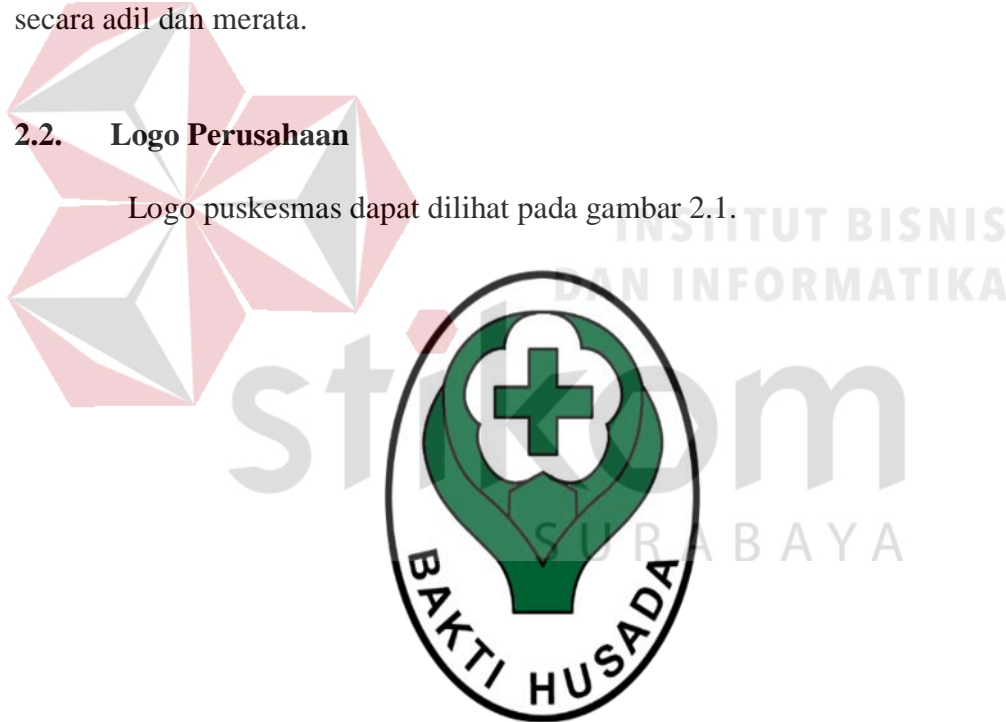 secara adil dan merata.
2.2. Logo Perusahaan
Logo puskesmas dapat dilihat pada gambar 2.1.
INSTITUT BISNIS
DAN INFORMATIKA
stikom
SURABAYA
BAKTI HUSADA